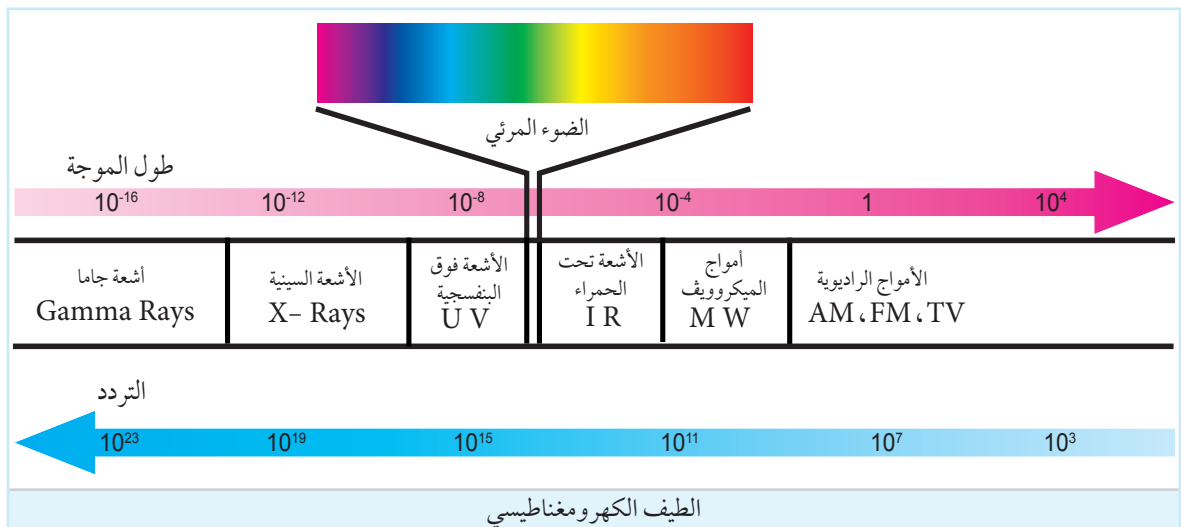 الضوء المرئي
طول الموجة
10⁻¹⁶ 10⁻¹² 10⁻⁸ 10⁻⁴ 1 10⁴
أشعة جاما
Gamma Rays
الأشعة السينية
X– Rays
الأشعة فوق
البنفسجية
U V
الأشعة تحت
الحمراء
I R
أمواج
الميكروويڤ
M W
الأمواج الراديوية
AM، FM، TV
التردد
10²³ 10¹⁹ 10¹⁵ 10¹¹ 10⁷ 10³
الطيف الكهرومغناطيسي